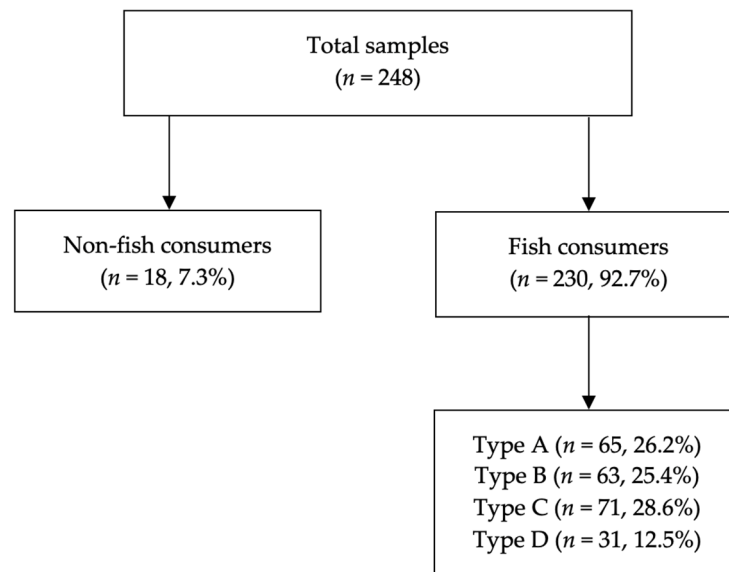 Total samples
(n = 248)
Non-fish consumers
(n = 18, 7.3%)
Fish consumers
(n = 230, 92.7%)
Type A (n = 65, 26.2%)
Type B (n = 63, 25.4%)
Type C (n = 71, 28.6%)
Type D (n = 31, 12.5%)